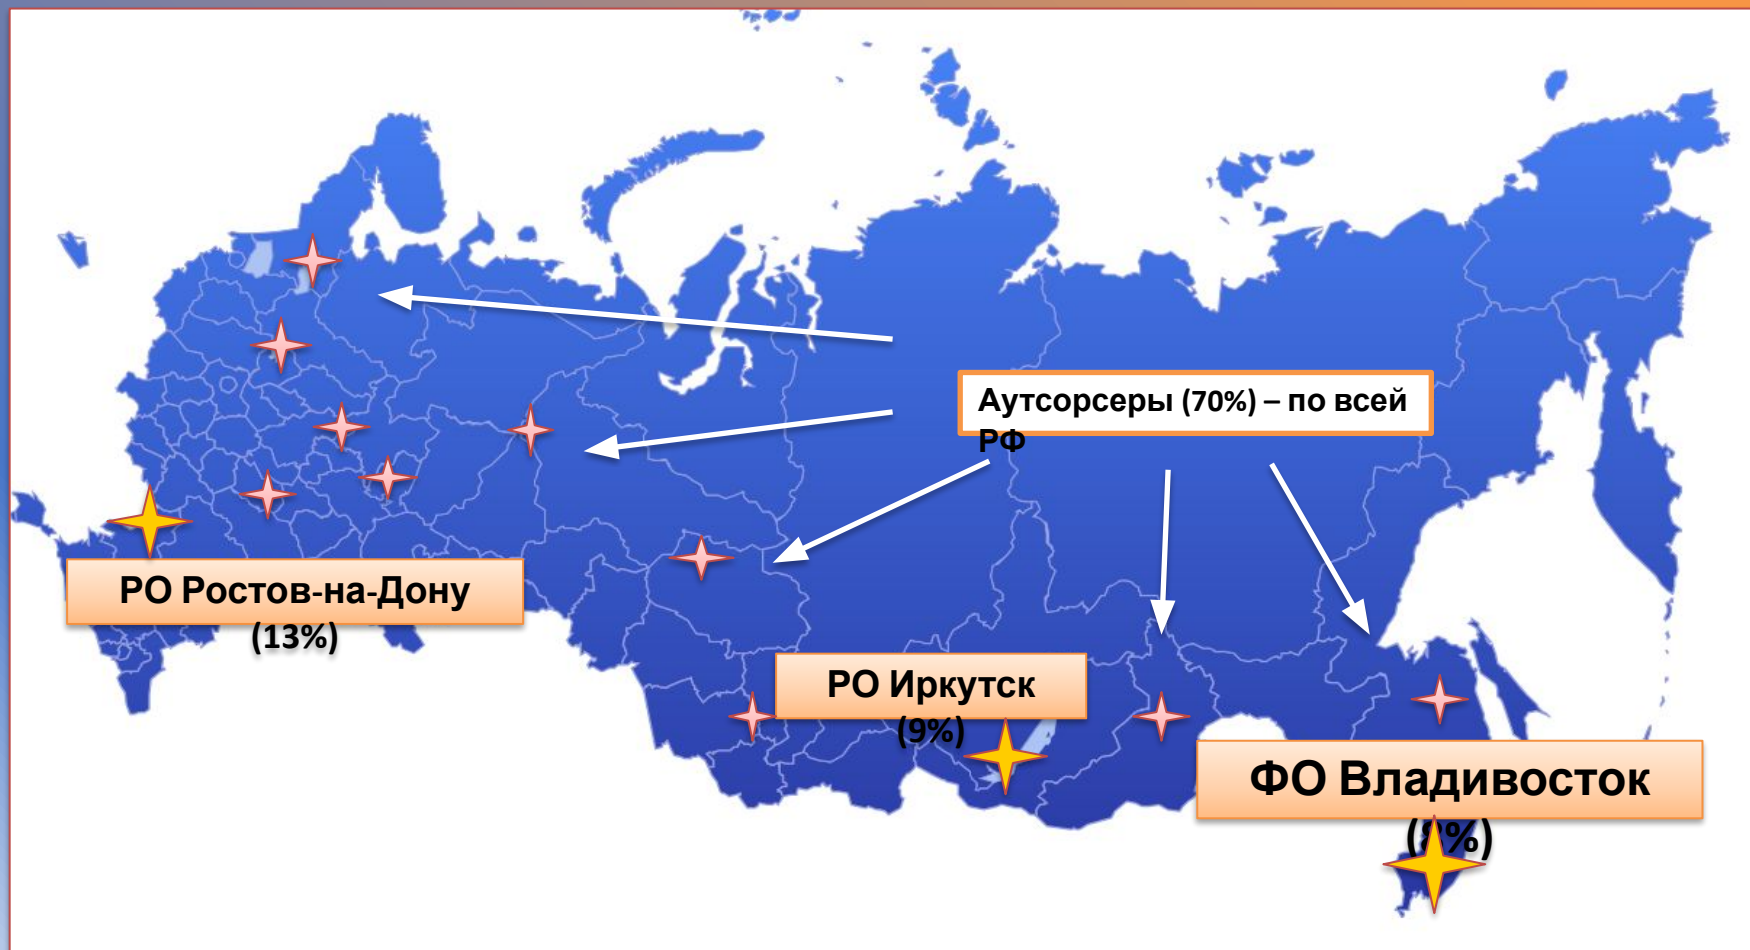 Аутсорсеры (70%) – по всей
РФ
РО Ростов-на-Дону
(13%)
РО Иркутск
(9%)
ФО Владивосток